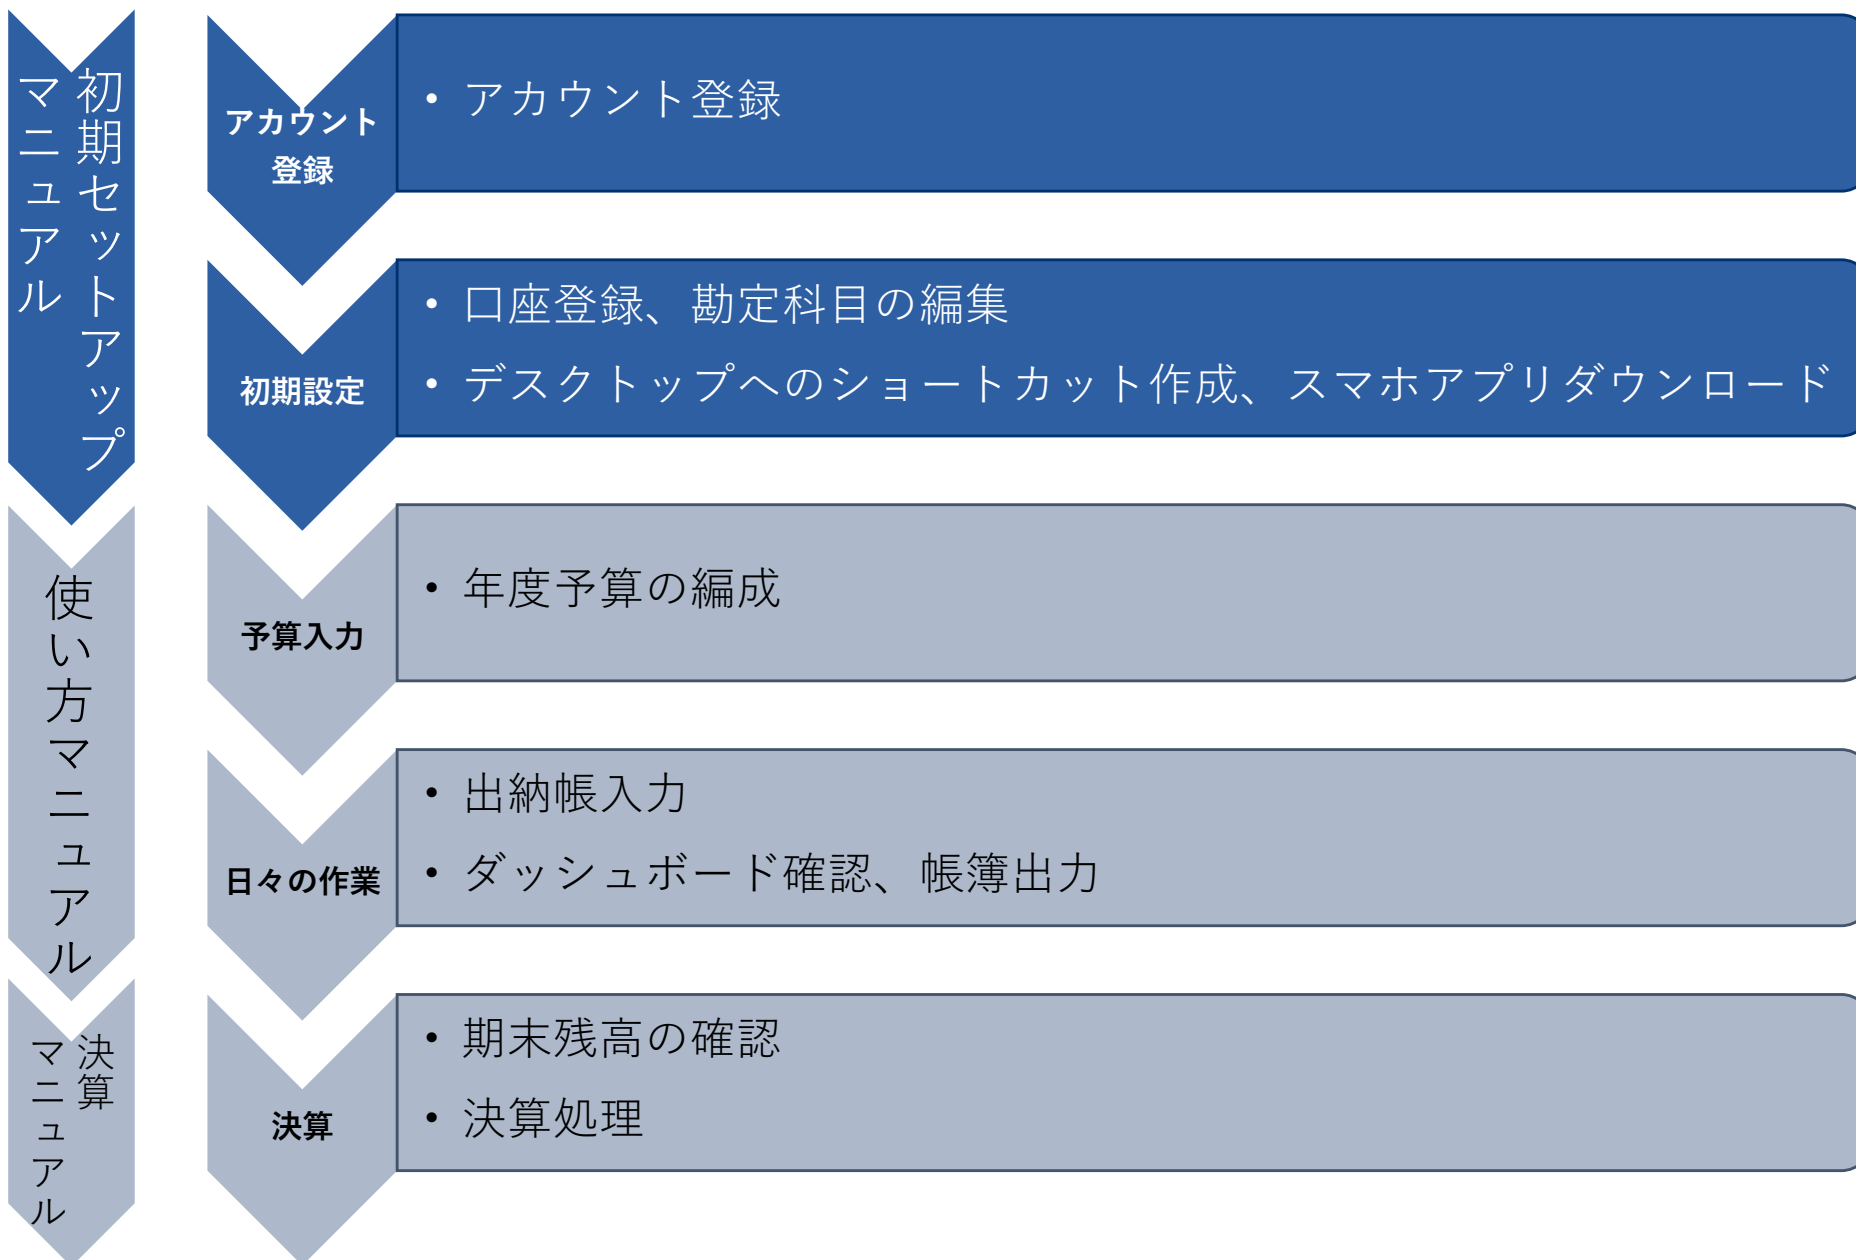 初期セットアップ
マニュアル
アカウント
登録
• アカウント登録
初期設定
• 口座登録、勘定科目の編集
• デスクトップへのショートカット作成、スマホアプリダウンロード
使い方マニュアル
予算入力
• 年度予算の編成
日々の作業
• 出納帳入力
• ダッシュボード確認、帳簿出力
決算
マニュアル
決算
• 期末残高の確認
• 決算処理